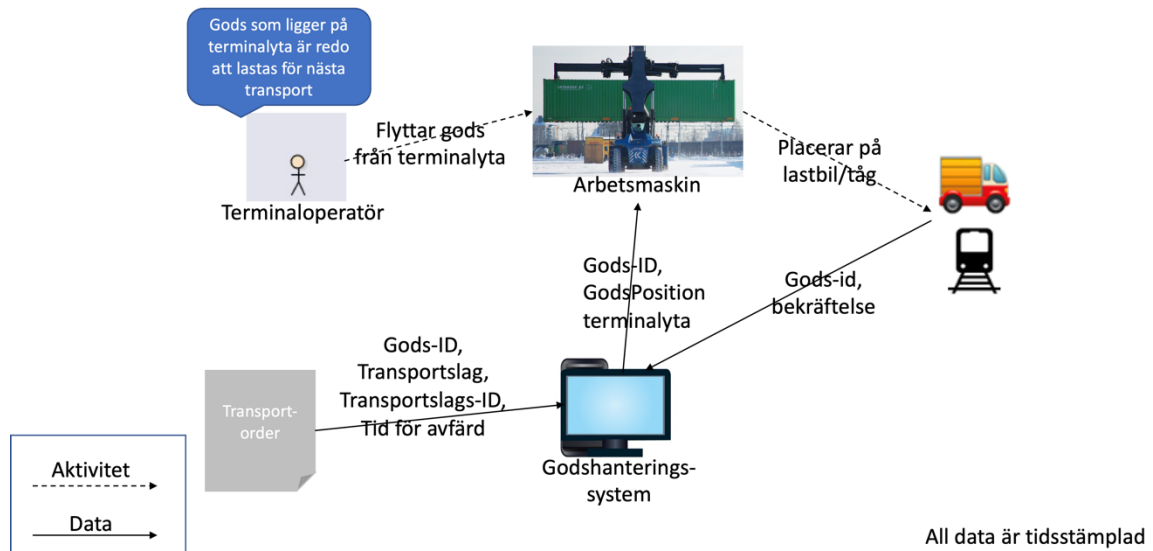 Gods som ligger på
terminalyta är redo
att lastas för nästa
transport
Flyttar gods
från terminalyta
Terminaloperatör
Arbetsmaskin
Placerar på
lastbil/tåg
Gods-ID,
GodsPosition
terminalyta
Gods-id,
bekräftelse
Gods-ID,
Transportslag,
Transportslags-ID,
Tid för avfärd
Transport-
order
Godshanterings-
system
Aktivitet
Data
All data är tidsstämplad